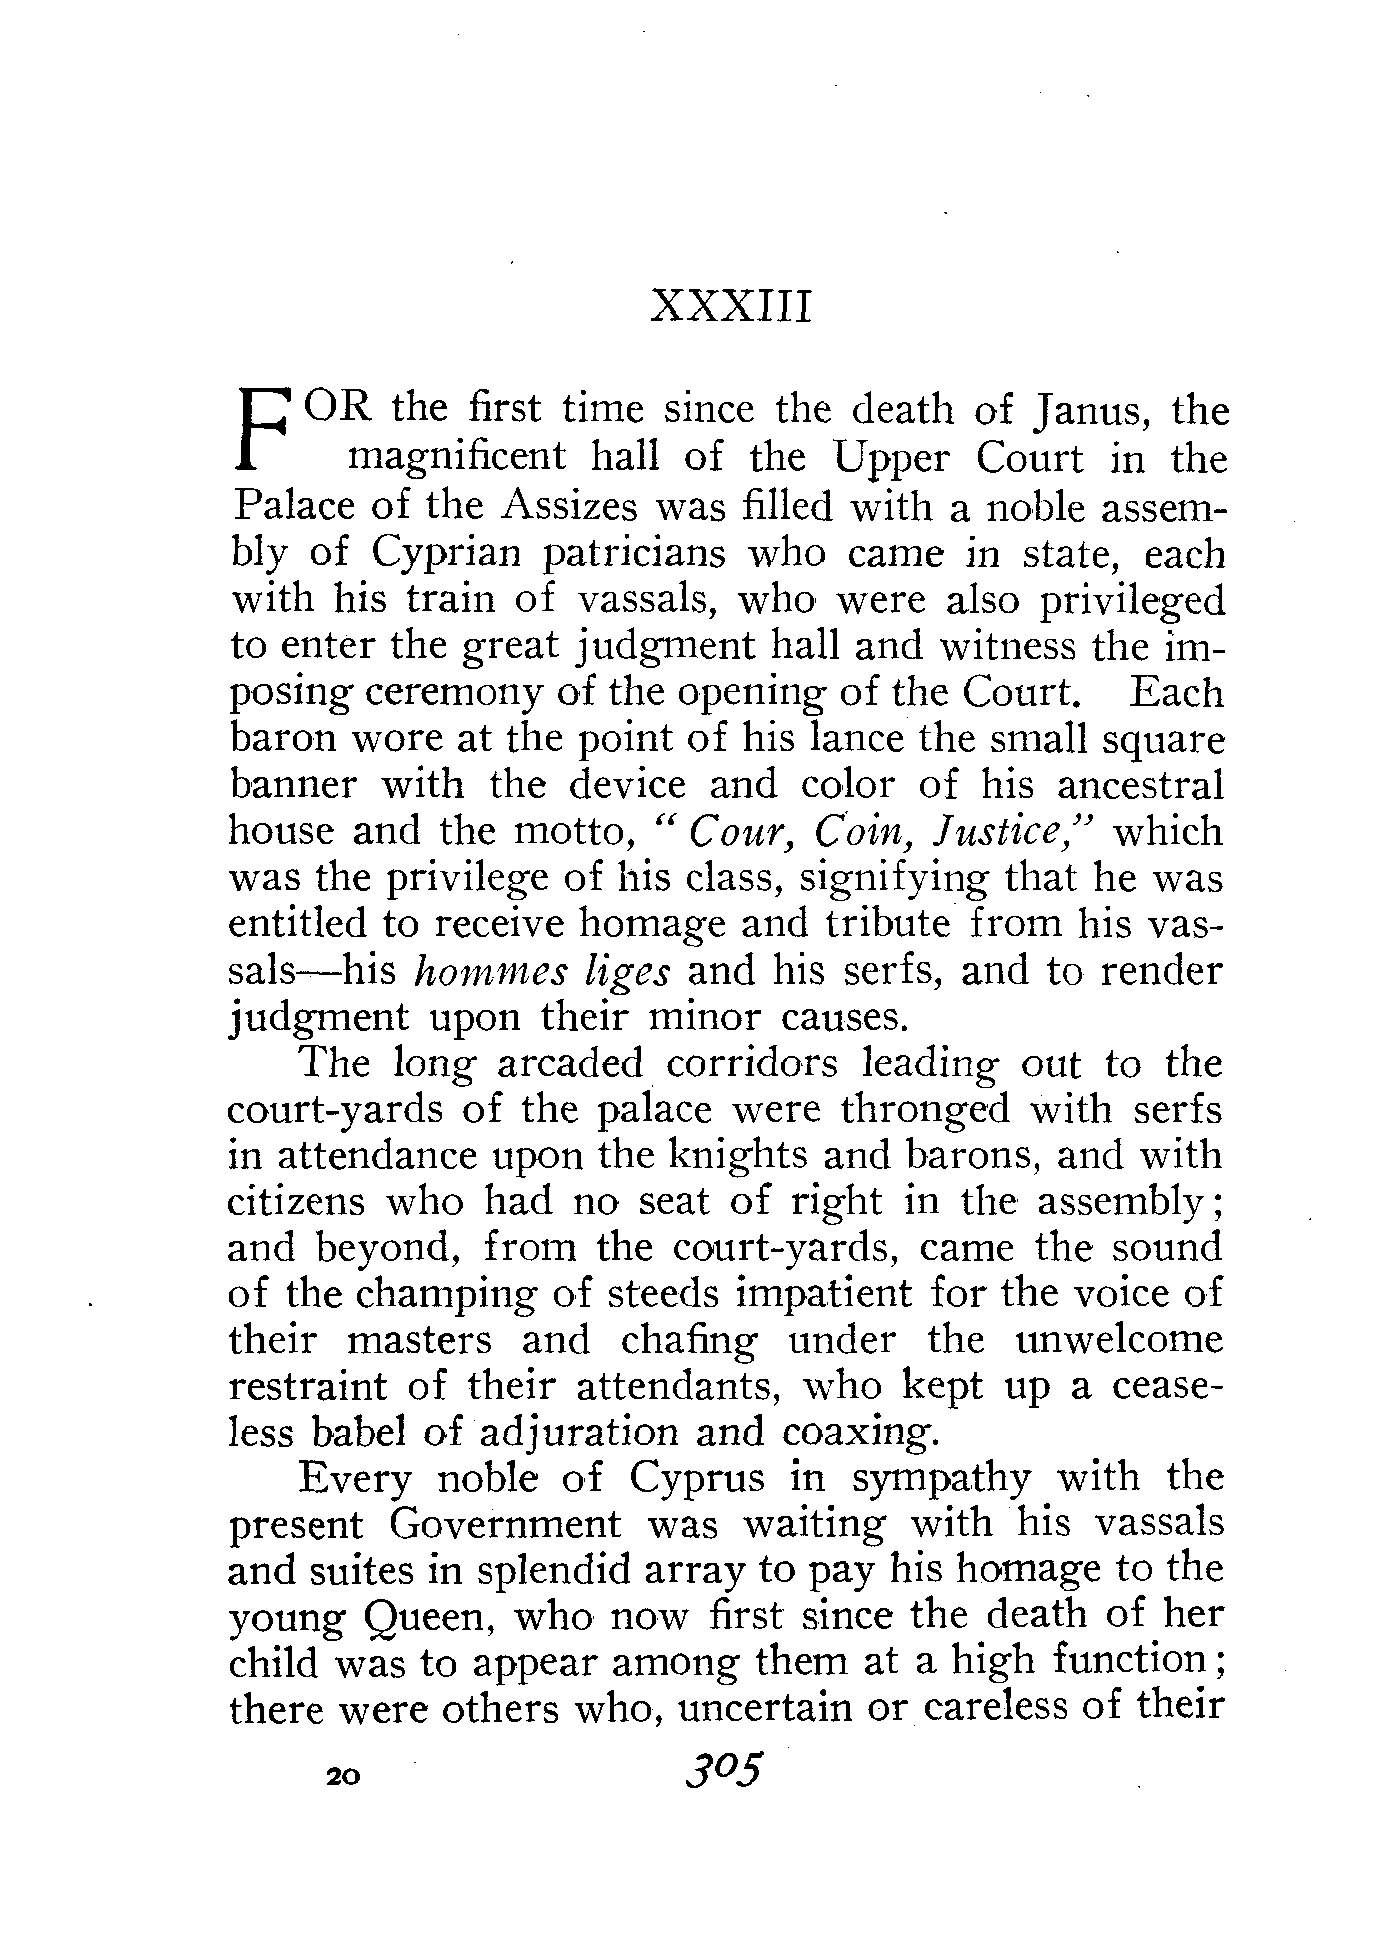 XXXIII
FOR the first time since the death of Janus, the
magnificent hall of the Upper Court in the
Palace of the Assizes was filled with a noble assem-
bly of Cyprian patricians who came in state, each
with his train of vassals, who were also privileged
to enter the great judgment hall and witness the im-
posing ceremony of the opening of the Court. Each
baron wore at the point of his lance the small square
banner with the device and color of his ancestral
house and the motto, “ Cour, Coin, Justice,” which
was the privilege of his class, signifying that he was
entitled to receive homage and tribute from his vas-
sals—his hommes liges and his serfs, and to render
judgment upon their minor causes.
The long arcaded corridors leading out to the
court-yards of the palace were thronged with serfs
in attendance upon the knights and barons, and with
citizens who had no seat of right in the assembly;
and beyond, from the court-yards, came the sound
of the champing of steeds impatient for the voice of
their masters and chafing under the unwelcome
restraint of their attendants, who kept up a cease-
less babel of adjuration and coaxing.
Every noble of Cyprus in sympathy with the
present Government was waiting with his vassals
and suites in splendid array to pay his homage to the
young Queen, who now first since the death of her
child was to appear among them at a high function;
there were others who, uncertain or careless of their
20 305